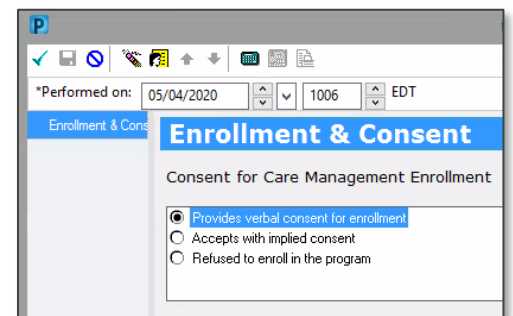 P
*Performed on: 05/04/2020 1006 EDT
Enrollment & Cons
Enrollment & Consent
Consent for Care Management Enrollment
Provides verbal consent for enrollment
Accepts with implied consent
Refused to enroll in the program